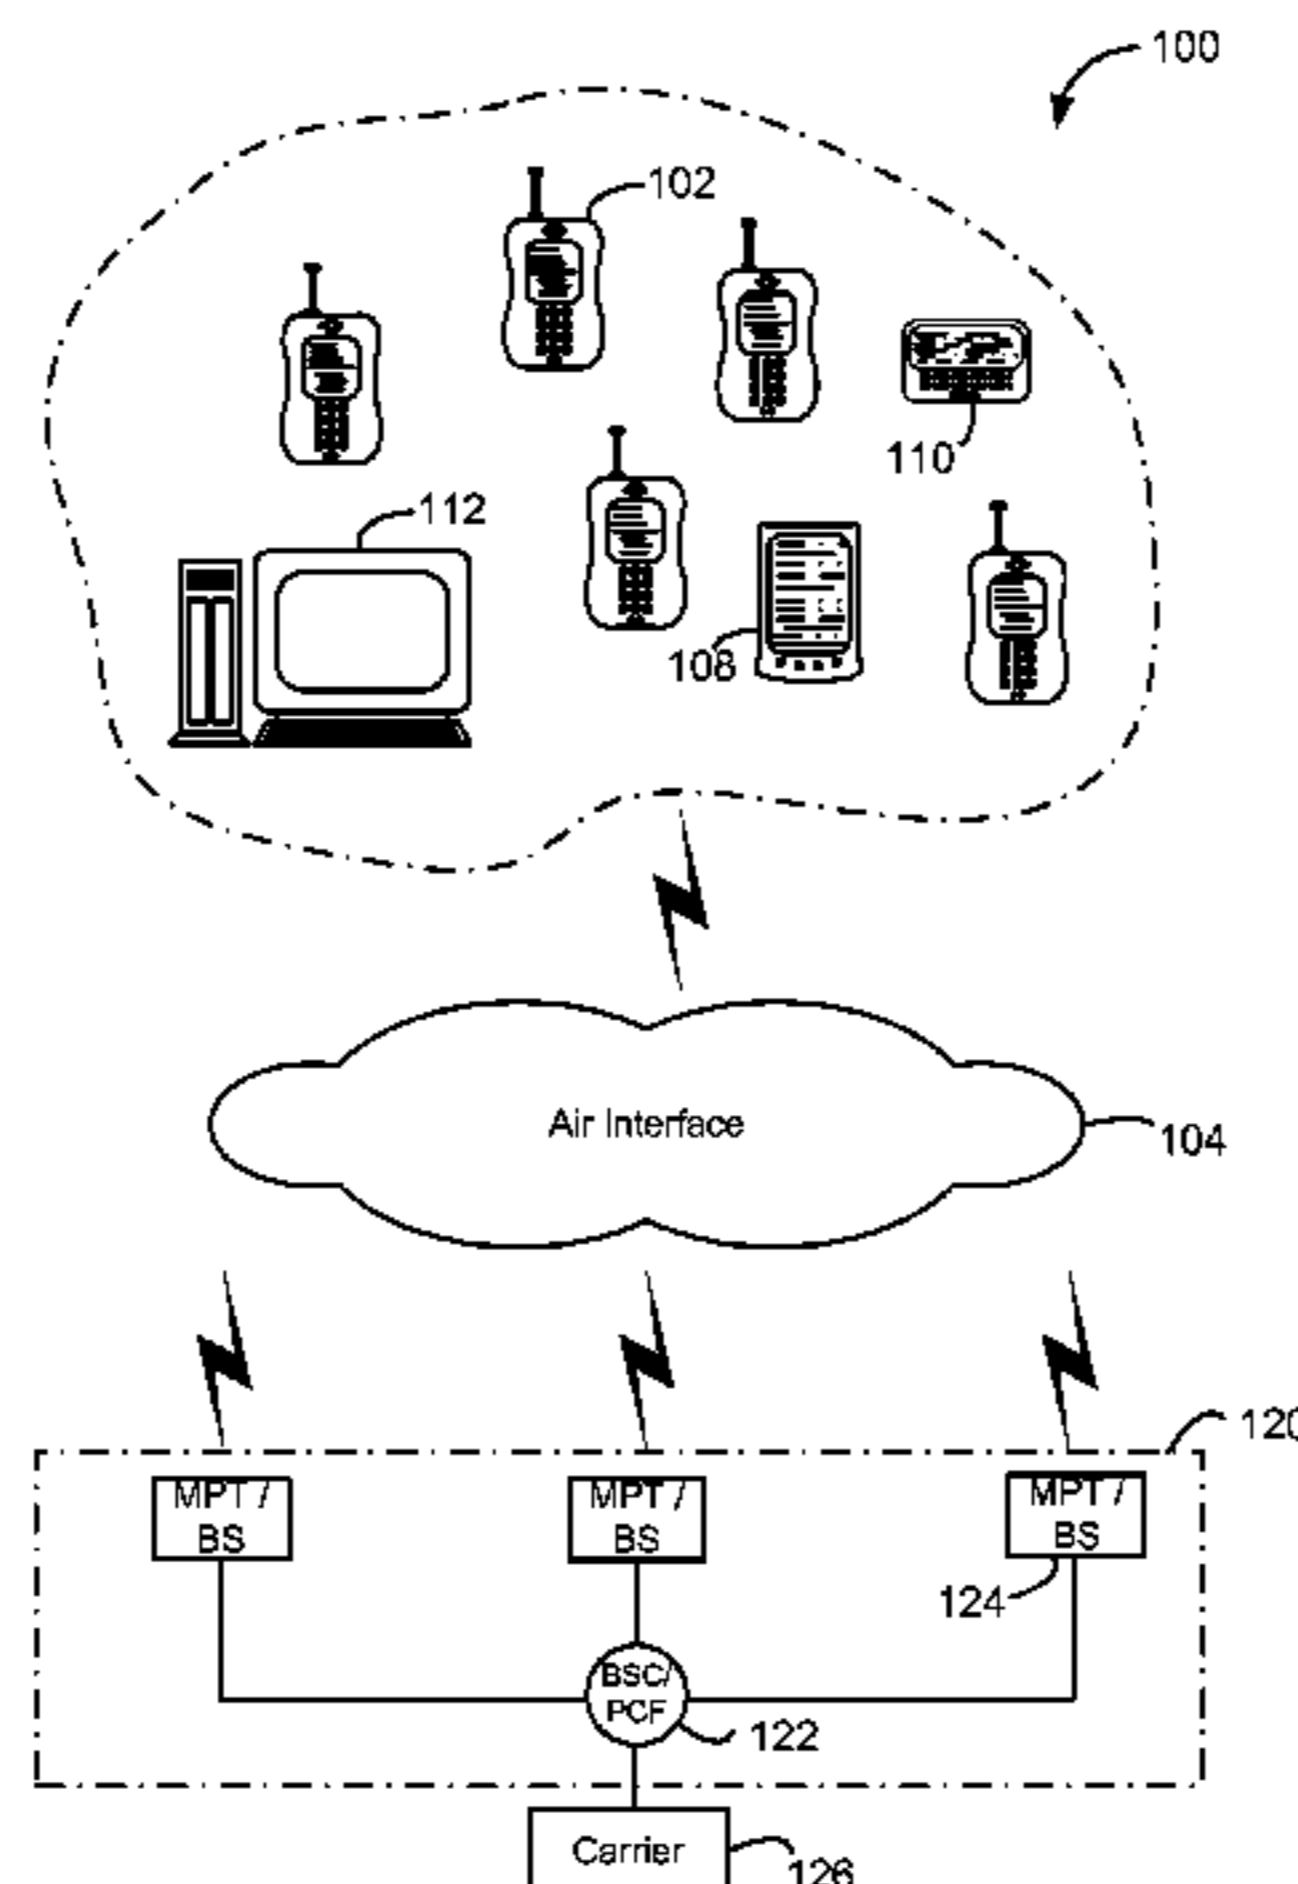 100
102
110
112
108
Air Interface
104
120
MPT /
BS
MPT /
BS
MPT /
BS
124
BSC/
PCF
122
Carrier
126